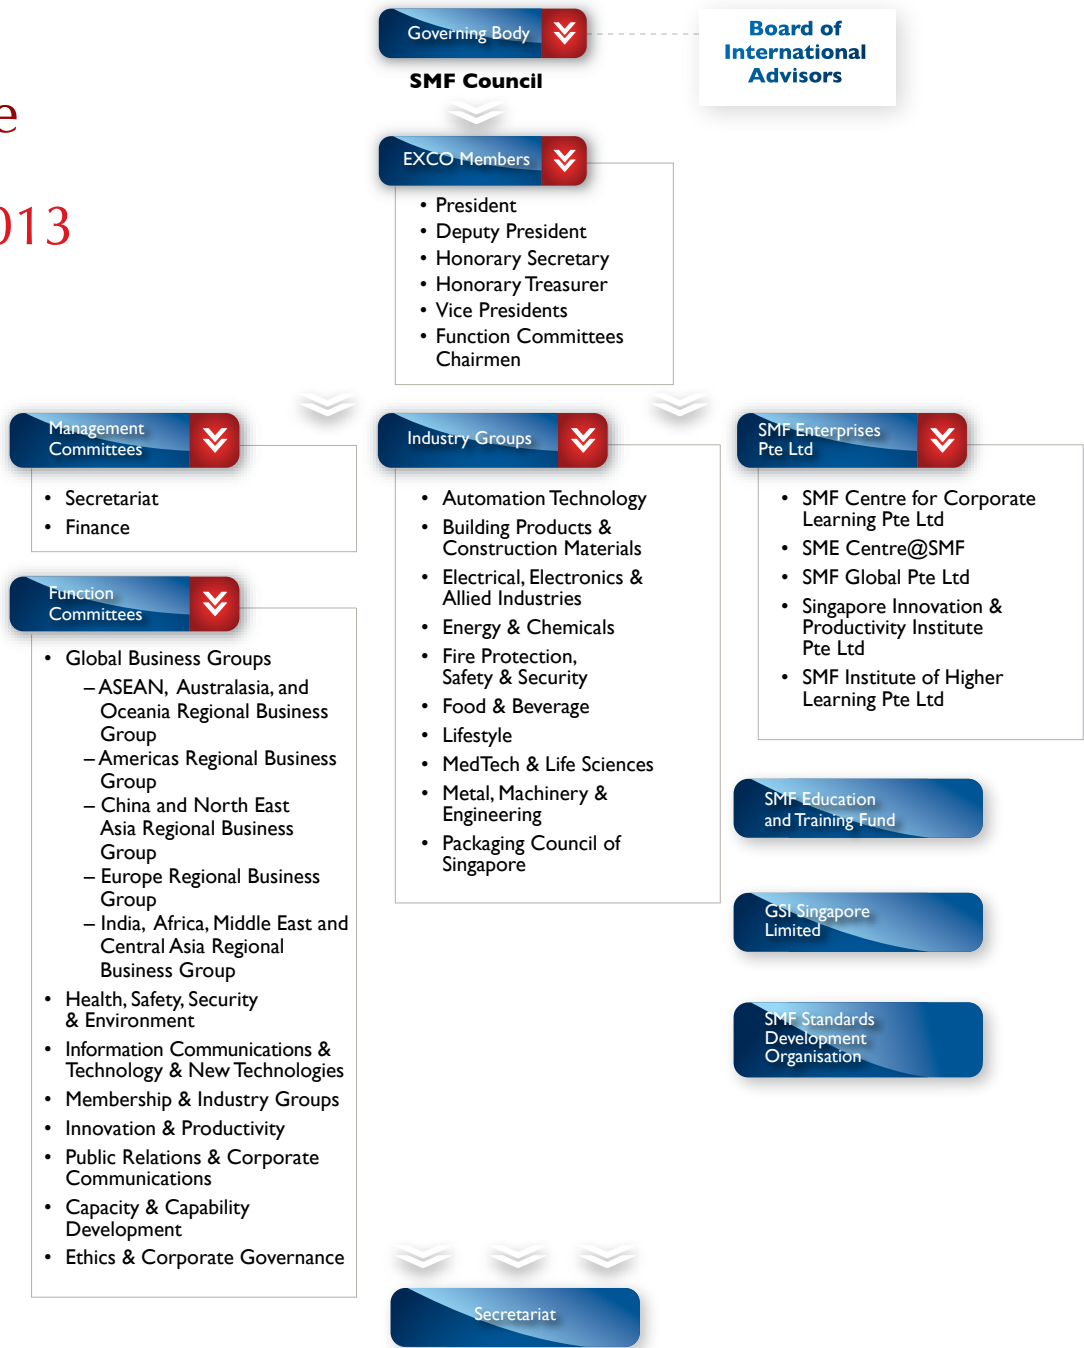 e
013
Governing Body
SMF Council
Board of
International
Advisors
EXCO Members
• President
• Deputy President
• Honorary Secretary
• Honorary Treasurer
• Vice Presidents
• Function Committees
Chairmen
Management
Committees
• Secretariat
• Finance
Function
Committees
• Global Business Groups
– ASEAN, Australasia, and
Oceania Regional Business
Group
– Americas Regional Business
Group
– China and North East
Asia Regional Business
Group
– Europe Regional Business
Group
– India, Africa, Middle East and
Central Asia Regional
Business Group
• Health, Safety, Security
& Environment
• Information Communications &
Technology & New Technologies
• Membership & Industry Groups
• Innovation & Productivity
• Public Relations & Corporate
Communications
• Capacity & Capability
Development
• Ethics & Corporate Governance
Industry Groups
• Automation Technology
• Building Products &
Construction Materials
• Electrical, Electronics &
Allied Industries
• Energy & Chemicals
• Fire Protection,
Safety & Security
• Food & Beverage
• Lifestyle
• MedTech & Life Sciences
• Metal, Machinery &
Engineering
• Packaging Council of
Singapore
SMF Enterprises
Pte Ltd
• SMF Centre for Corporate
Learning Pte Ltd
• SME Centre@SMF
• SMF Global Pte Ltd
• Singapore Innovation &
Productivity Institute
Pte Ltd
• SMF Institute of Higher
Learning Pte Ltd
SMF Education
and Training Fund
GSI Singapore
Limited
SMF Standards
Development
Organisation
Secretariat